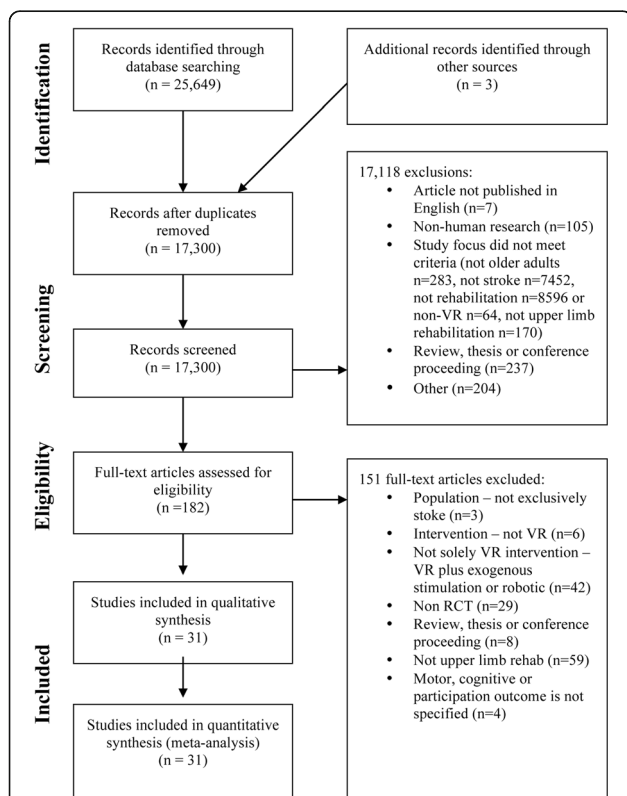 Identification
Records identified through
database searching
(n = 25,649)
Additional records identified through
other sources
(n = 3)
Records after duplicates
removed
n = 17,300
17,118 exclusions:
• Article not published in
English (n=7)
• Non-human research (n=105)
• Study focus did not meet
criteria (not older adults
n=283, not stroke n=7452,
not rehabilitation n=8596 or
non-VR n=64, not upper limb
rehabilitation n=170)
• Review, thesis or conference
proceeding (n=237)
• Other (n=204)
Screening
Records screened
n = 17,300
Eligibility
Full-text articles assessed for
eligibility
(n =182)
151 full-text articles excluded:
• Population – not exclusively
stoke (n=3)
• Intervention – not VR (n=6)
• Not solely VR intervention –
VR plus exogenous
stimulation or robotic (n=42)
• Non RCT (n=29)
• Review, thesis or conference
proceeding (n=8)
• Not upper limb rehab (n=59)
• Motor, cognitive or
participation outcome is not
specified (n=4)
Included
Studies included in qualitative
synthesis
n = 31
Studies included in quantitative
synthesis (meta-analysis)
n = 31